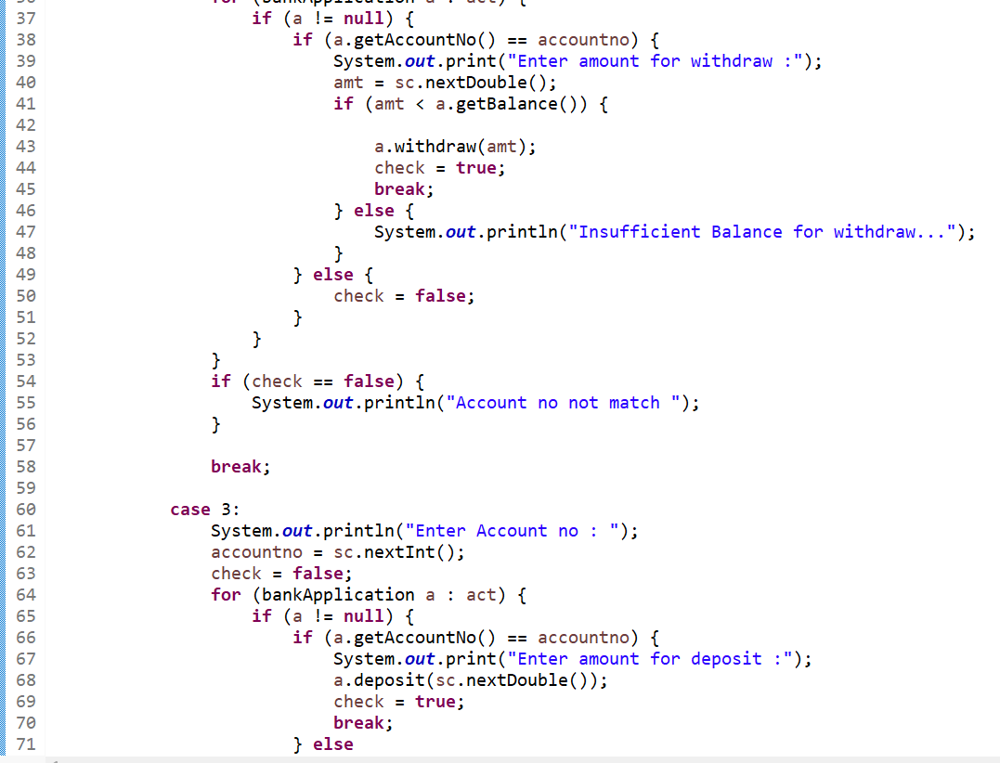 36 for (bankApplication a : act) {
37 if (a != null) {
38 if (a.getAccountNo() == accountno) {
39 System.out.print("Enter amount for withdraw :");
40 amt = sc.nextDouble();
41 if (amt < a.getBalance()) {
42
43 a.withdraw(amt);
44 check = true;
45 break;
46 } else {
47 System.out.println("Insufficient Balance for withdraw...");
48 }
49 } else {
50 check = false;
51 }
52 }
53 }
54 if (check == false) {
55 System.out.println("Account no not match ");
56 }
57
58 break;
59
60 case 3:
61 System.out.println("Enter Account no : ");
62 accountno = sc.nextInt();
63 check = false;
64 for (bankApplication a : act) {
65 if (a != null) {
66 if (a.getAccountNo() == accountno) {
67 System.out.print("Enter amount for deposit :");
68 a.deposit(sc.nextDouble());
69 check = true;
70 break;
71 } else